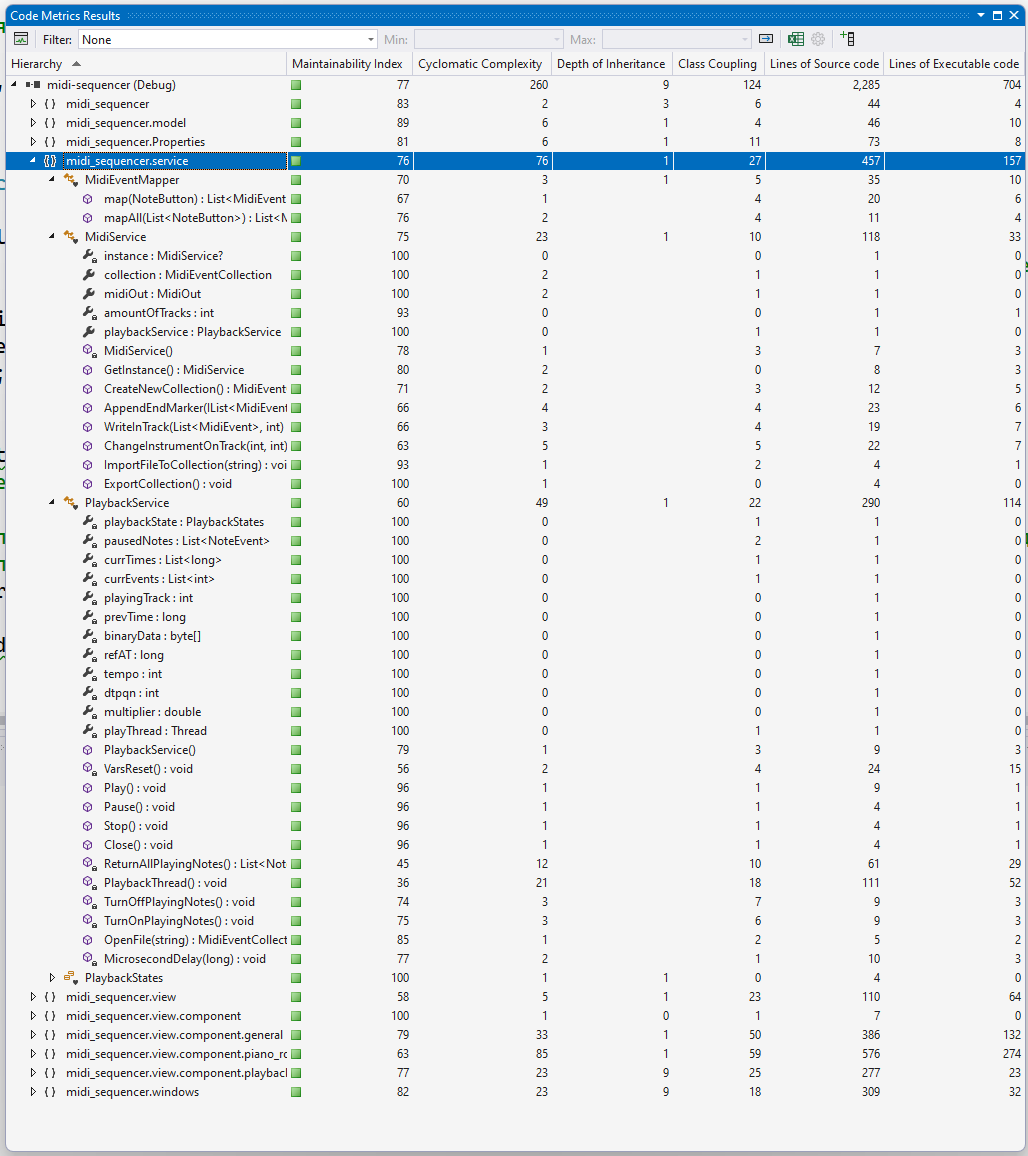 Code Metrics Results
Filter: None Min: Max:
Hierarchy Maintainability Index Cyclomatic Complexity Depth of Inheritance Class Coupling Lines of Source code Lines of Executable code
midi-sequencer (Debug) 77 260 9 124 2,285 704
{ } midi_sequencer 83 2 3 6 44 4
{ } midi_sequencer.model 89 6 1 4 46 10
{ } midi_sequencer.Properties 81 6 1 11 73 8
{ } midi_sequencer.service 76 76 1 27 457 157
MidiEventMapper 70 3 1 5 35 10
map(NoteButton) : List<MidiEvent 67 1 4 20 6
mapAll(List<NoteButton>) : List<M 76 2 4 11 4
MidiService 75 23 1 10 118 33
instance : MidiService? 100 0 0 1 0
collection : MidiEventCollection 100 2 1 1 0
midiOut : MidiOut 100 2 1 1 0
amountOfTracks : int 93 0 0 1 1
playbackService : PlaybackService 100 0 1 1 0
MidiService() 78 1 3 7 3
GetInstance() : MidiService 80 2 0 8 3
CreateNewCollection() : MidiEvent 71 2 3 12 5
AppendEndMarker(IList<MidiEvent 66 4 4 23 6
WriteInTrack(List<MidiEvent>, int) 66 3 4 19 7
ChangeInstrumentOnTrack(int, int) 63 5 5 22 7
ImportFileToCollection(string) : voi 93 1 2 4 1
ExportCollection() : void 100 1 0 4 0
PlaybackService 60 49 1 22 290 114
playbackState : PlaybackStates 100 0 1 1 0
pausedNotes : List<NoteEvent> 100 0 2 1 0
currTimes : List<long> 100 0 1 1 0
currEvents : List<int> 100 0 1 1 0
playingTrack : int 100 0 0 1 0
prevTime : long 100 0 0 1 0
binaryData : byte[] 100 0 0 1 0
refAT : long 100 0 0 1 0
tempo : int 100 0 0 1 0
dtpqn : int 100 0 0 1 0
multiplier : double 100 0 0 1 0
playThread : Thread 100 0 1 1 0
PlaybackService() 79 1 3 9 3
VarsReset() : void 56 2 4 24 15
Play() : void 96 1 1 9 1
Pause() : void 96 1 1 4 1
Stop() : void 96 1 1 4 1
Close() : void 96 1 1 4 1
ReturnAllPlayingNotes() : List<Not 45 12 10 61 29
PlaybackThread() : void 36 21 18 111 52
TurnOffPlayingNotes() : void 74 3 7 9 3
TurnOnPlayingNotes() : void 75 3 6 9 3
OpenFile(string) : MidiEventCollect 85 1 2 5 2
MicrosecondDelay(long) : void 77 2 1 10 3
PlaybackStates 100 1 1 0 4 0
{ } midi_sequencer.view 58 5 1 23 110 64
{ } midi_sequencer.view.component 100 1 0 1 7 0
{ } midi_sequencer.view.component.general 79 33 1 50 386 132
{ } midi_sequencer.view.component.piano_ro 63 85 1 59 576 274
{ } midi_sequencer.view.component.playback 77 23 9 25 277 23
{ } midi_sequencer.windows 82 23 9 18 309 32